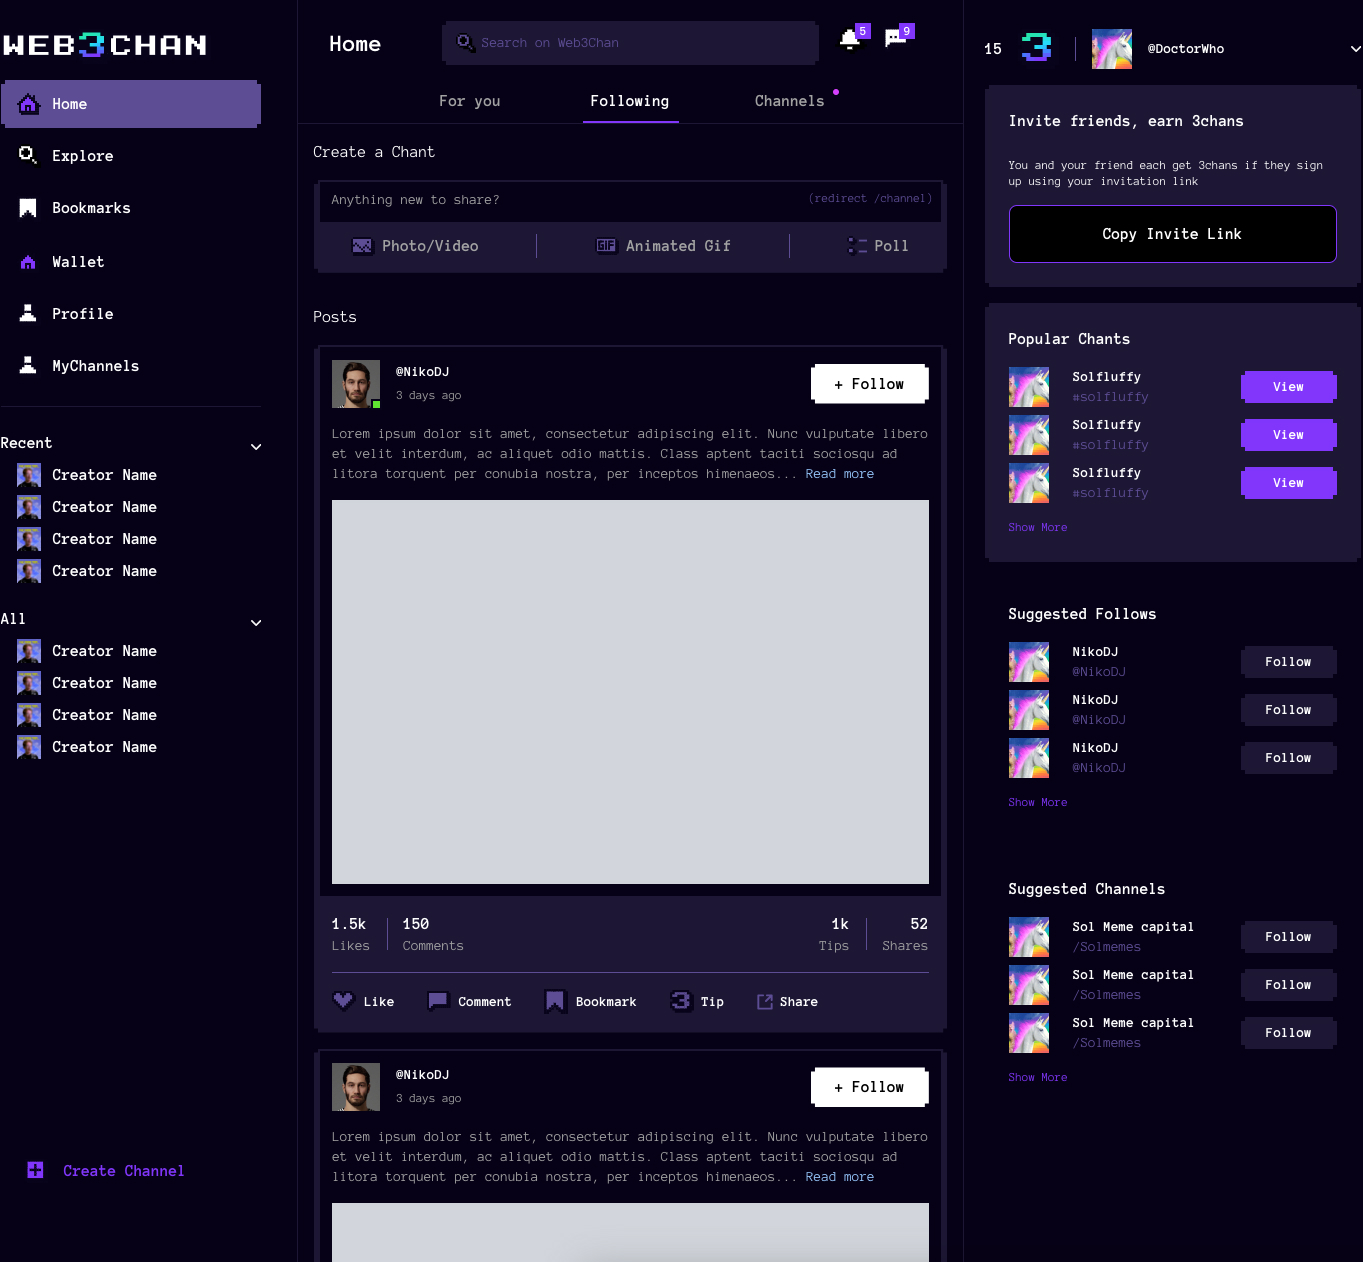 WEB3CHAN
Home
Explore
Bookmarks
Wallet
Profile
MyChannels
Recent
Creator Name
Creator Name
Creator Name
Creator Name
All
Creator Name
Creator Name
Creator Name
Creator Name
Create Channel
Home
Search on Web3Chan
5
9
For you
Following
Channels
Create a Chant
Anything new to share?
(redirect /channel)
Photo/Video
GIF
Animated Gif
Poll
Posts
@NikoDJ
3 days ago
+ Follow
Lorem ipsum dolor sit amet, consectetur adipiscing elit. Nunc vulputate libero
et velit interdum, ac aliquet odio mattis. Class aptent taciti sociosqu ad
litora torquent per conubia nostra, per inceptos himenaeos... Read more
1.5k
Likes
150
Comments
1k
Tips
52
Shares
Like
Comment
Bookmark
3
Tip
Share
@NikoDJ
3 days ago
+ Follow
Lorem ipsum dolor sit amet, consectetur adipiscing elit. Nunc vulputate libero
et velit interdum, ac aliquet odio mattis. Class aptent taciti sociosqu ad
litora torquent per conubia nostra, per inceptos himenaeos... Read more
15
3
@DoctorWho
Invite friends, earn 3chans
You and your friend each get 3chans if they sign
up using your invitation link
Copy Invite Link
Popular Chants
Solfluffy
#solfluffy
View
Solfluffy
#solfluffy
View
Solfluffy
#solfluffy
View
Show More
Suggested Follows
NikoDJ
@NikoDJ
Follow
NikoDJ
@NikoDJ
Follow
NikoDJ
@NikoDJ
Follow
Show More
Suggested Channels
Sol Meme capital
/Solmemes
Follow
Sol Meme capital
/Solmemes
Follow
Sol Meme capital
/Solmemes
Follow
Show More